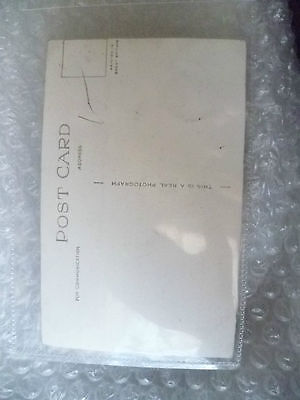 POST CARD
FOR COMMUNICATION
ADDRESS
— THIS IS A REAL PHOTOGRAPH —